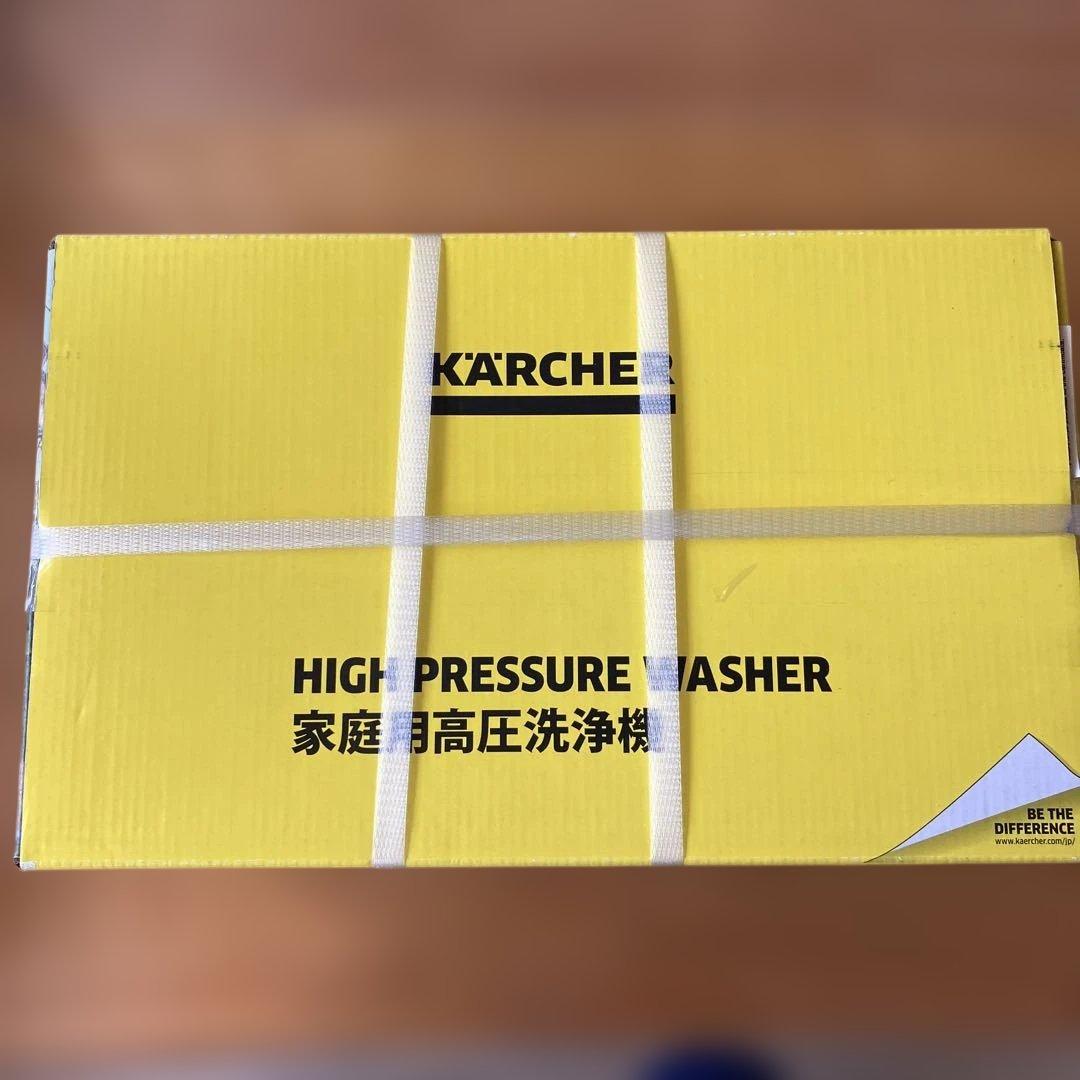 KÄRCHER
HIGH PRESSURE WASHER
家庭用高圧洗浄機
BE THE
DIFFERENCE
www.kaercher.com/jp/